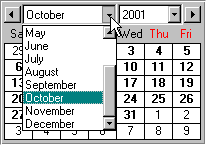 October 2001
Sa Wed Thu Fri
May
June
July
August
September
October
November
December
3 4 5
10 11 12
17 18 19
24 25 26
31 1 2
7 8 9